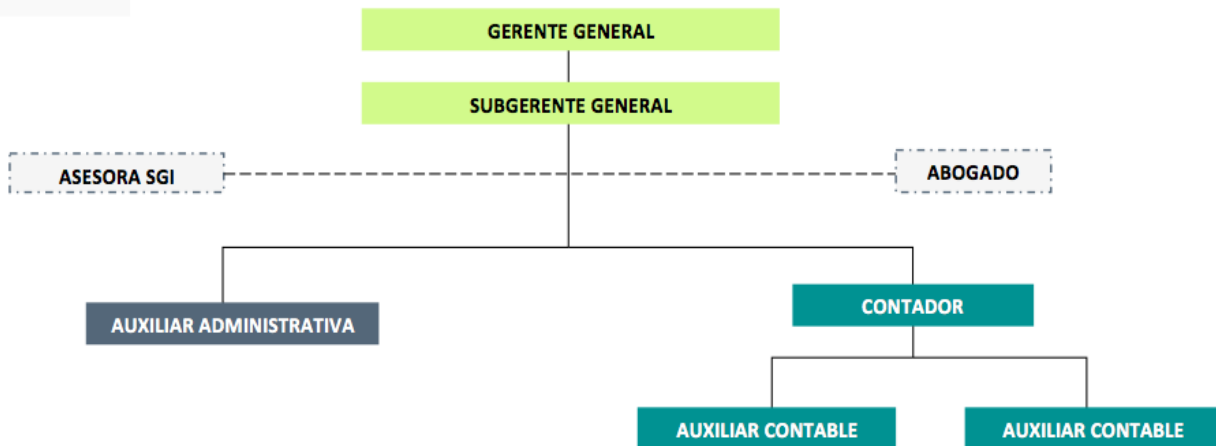 GERENTE GENERAL
SUBGERENTE GENERAL
ASESORA SGI
ABOGADO
AUXILIAR ADMINISTRATIVA
CONTADOR
AUXILIAR CONTABLE
AUXILIAR CONTABLE